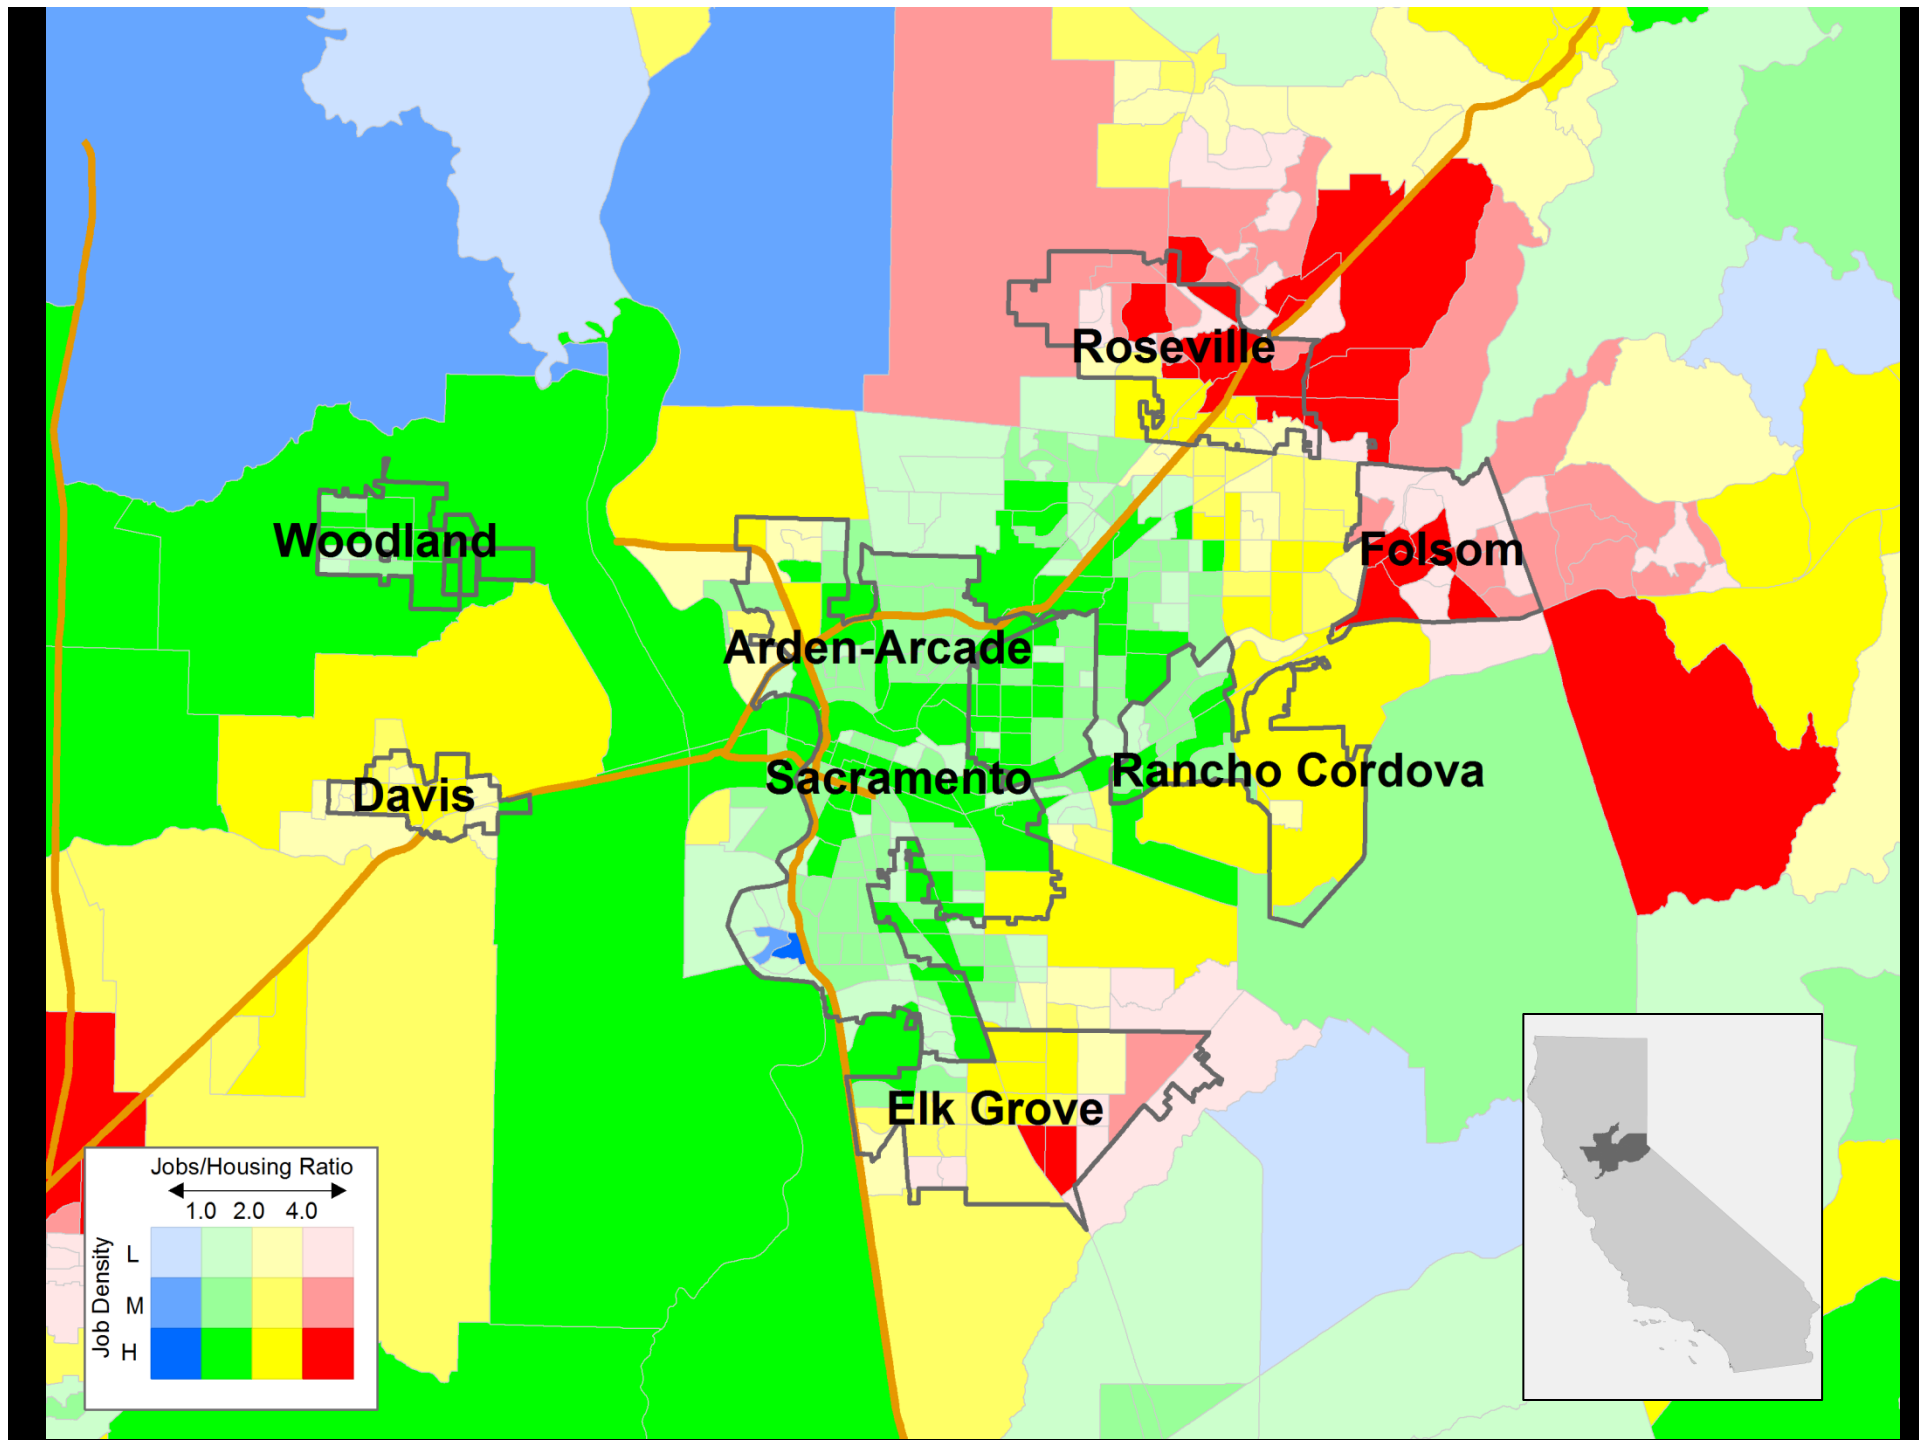 Roseville
Woodland
Folsom
Arden-Arcade
Davis
Sacramento
Rancho Cordova
Elk Grove
Jobs/Housing Ratio
1.0 2.0 4.0
Job Density
L
M
H